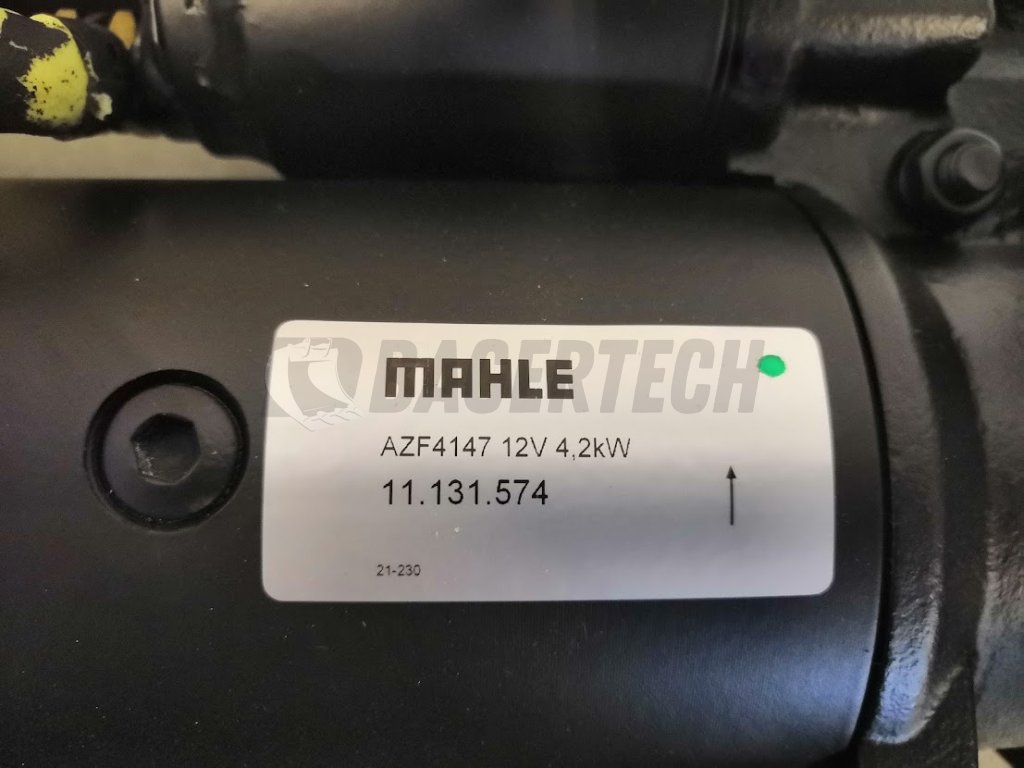 BAGERTECH
MAHLE
AZF4147 12V 4,2kW
11.131.574
21-230